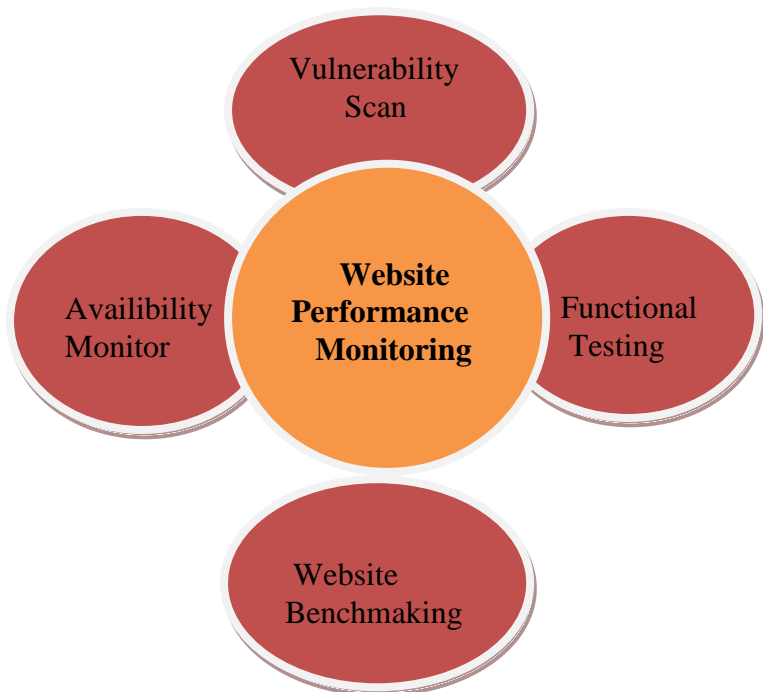 Vulnerability
Scan
Website
Performance
Monitoring
Availibility
Monitor
Functional
Testing
Website
Benchmaking